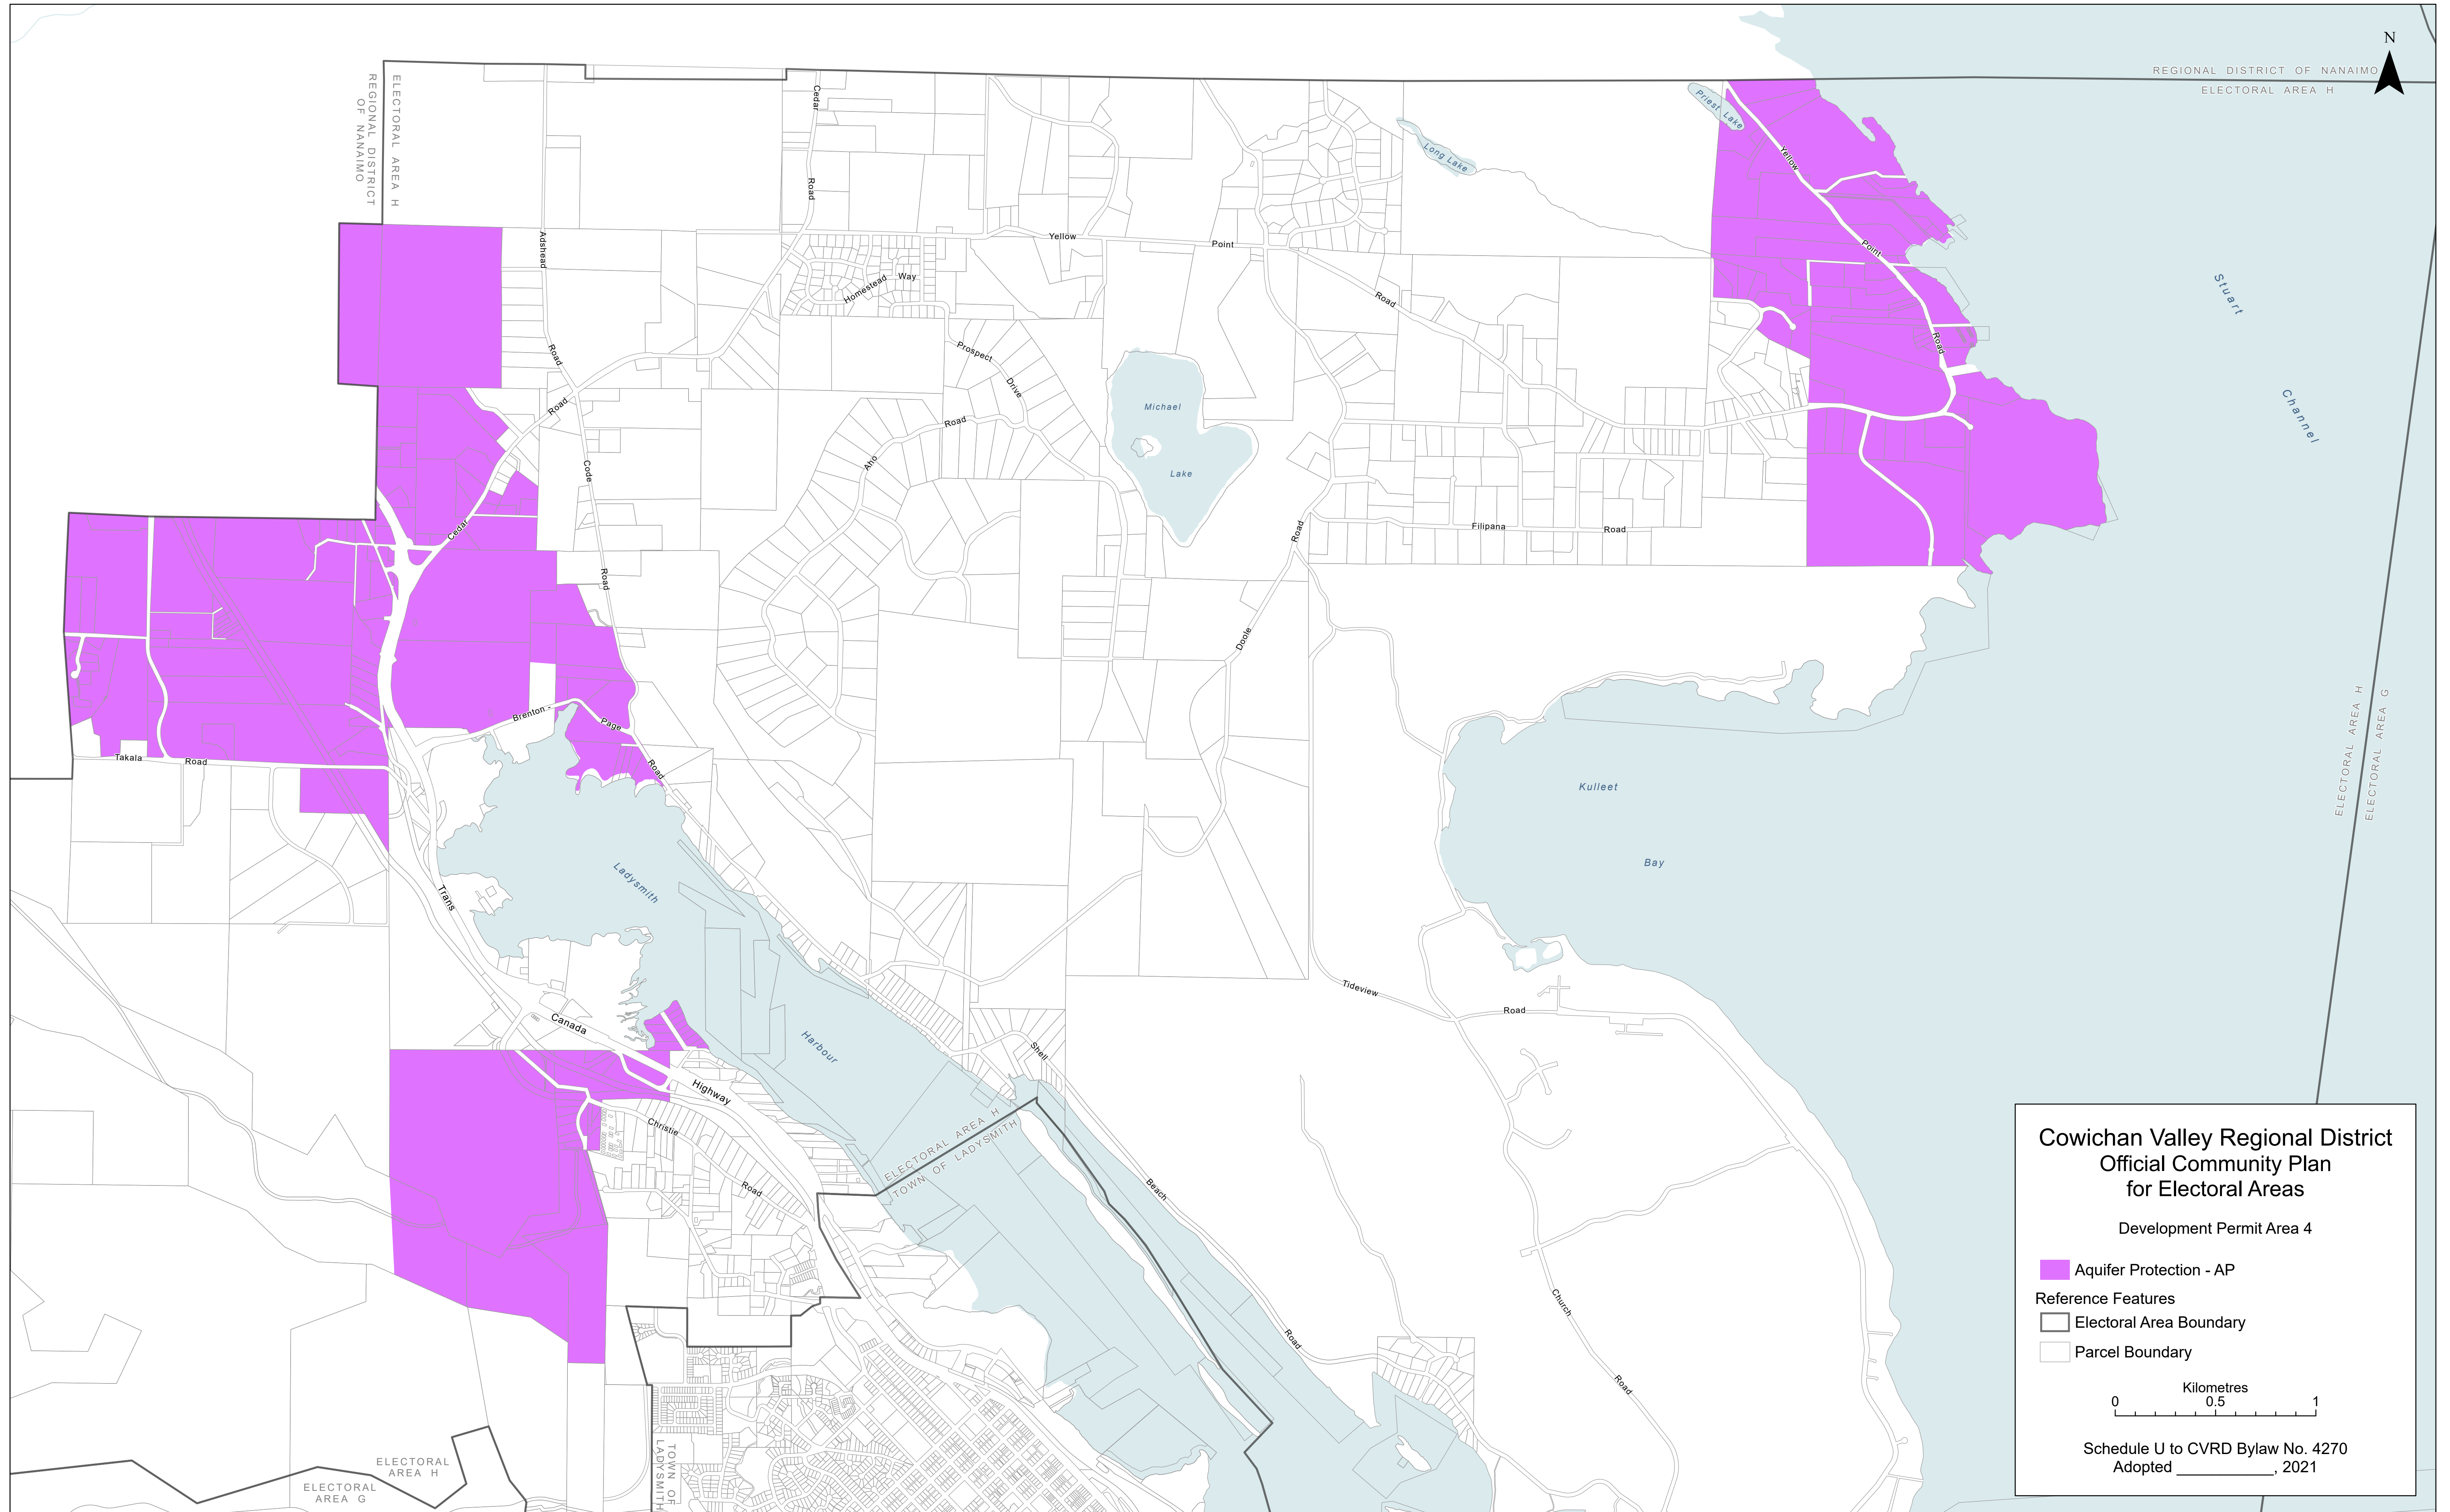 N
REGIONAL DISTRICT OF NANAIMO
ELECTORAL AREA H
ELECTORAL AREA H
REGIONAL DISTRICT
OF NANAIMO
Cedar
Road
Adshead
Road
Priest Lake
Long Lake
Yellow
Point
Road
Yellow
Point
Road
Homestead
Way
Stuart
Channel
Prospect
Drive
Road
Aho
Michael
Lake
Road
Code
Road
Cedar
Filipana
Road
Road
Doole
Brenton -
Page
Road
Takala
Road
Kulleet
Bay
ELECTORAL AREA H
ELECTORAL AREA G
Ladysmith
Harbour
Trans
Canada
Highway
Tideview
Road
Shell
Beach
Road
Christie
Road
ELECTORAL AREA H
TOWN OF LADYSMITH
Church
Road
ELECTORAL
AREA H
ELECTORAL
AREA G
TOWN OF
LADYSMITH
Cowichan Valley Regional District
Official Community Plan
for Electoral Areas
Development Permit Area 4
Aquifer Protection - AP
Reference Features
Electoral Area Boundary
Parcel Boundary
Kilometres
0 0.5 1
Schedule U to CVRD Bylaw No. 4270
Adopted ___________, 2021